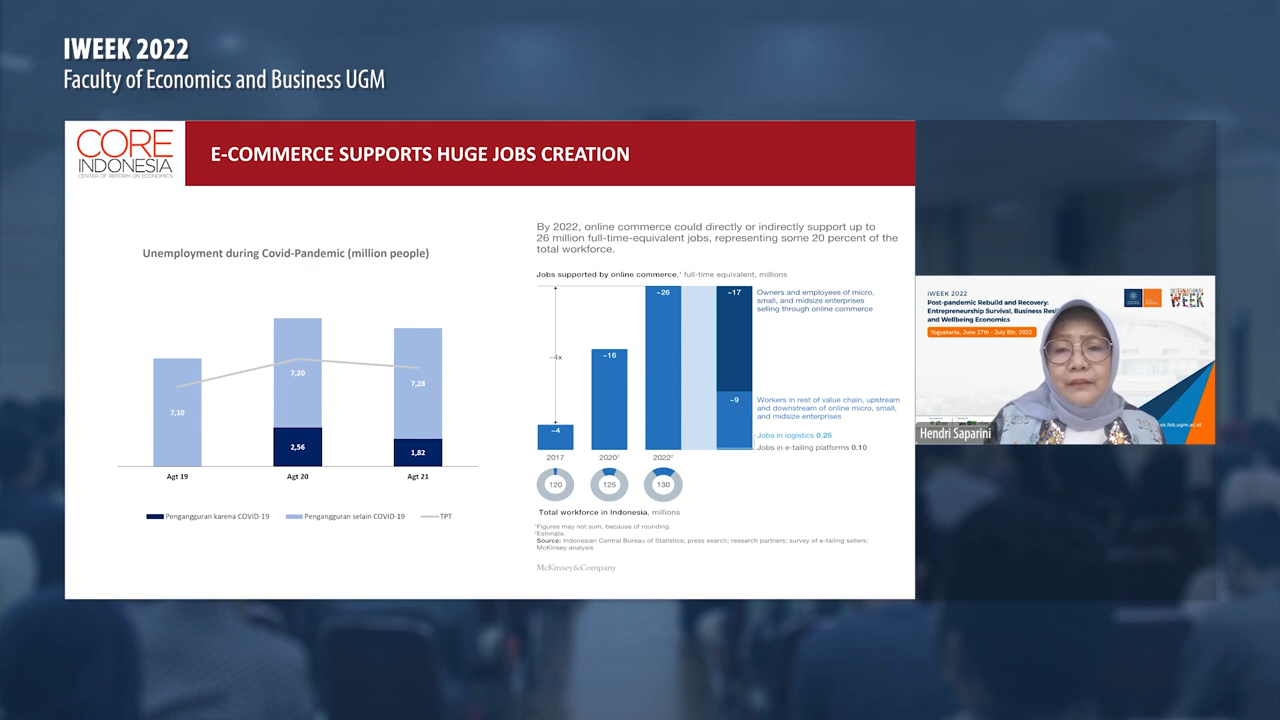 IWEEK 2022
Faculty of Economics and Business UGM
CORE
INDONESIA
CENTER OF REFORM ON ECONOMICS
E-COMMERCE SUPPORTS HUGE JOBS CREATION
Unemployment during Covid-Pandemic (million people)
7,10
7,20
2,56
7,28
1,82
Agt 19
Agt 20
Agt 21
Pengangguran karena COVID-19
Pengangguran selain COVID-19
TPT
By 2022, online commerce could directly or indirectly support up to
26 million full-time-equivalent jobs, representing some 20 percent of the
total workforce.
Jobs supported by online commerce,¹ full-time equivalent, millions
~4x
~4
~16
~26
~17
~9
Owners and employees of micro,
small, and midsize enterprises
selling through online commerce
Workers in rest of value chain, upstream
and downstream of online micro, small,
and midsize enterprises
Jobs in logistics 0.25
Jobs in e-tailing platforms 0.10
2017
2020²
2022²
120
125
130
Total workforce in Indonesia, millions
¹Figures may not sum, because of rounding.
²Estimate.
Source: Indonesian Central Bureau of Statistics; press search; research partners; survey of e-tailing sellers;
McKinsey analysis
McKinsey&Company
iWEEK 2022
Post-pandemic Rebuild and Recovery:
Entrepreneurship Survival, Business Resi
and Wellbeing Economics
Yogyakarta, June 27th - July 8th, 2022
INTERNATIONAL
WEEK
ek.feb.ugm.ac.id
Hendri Saparini